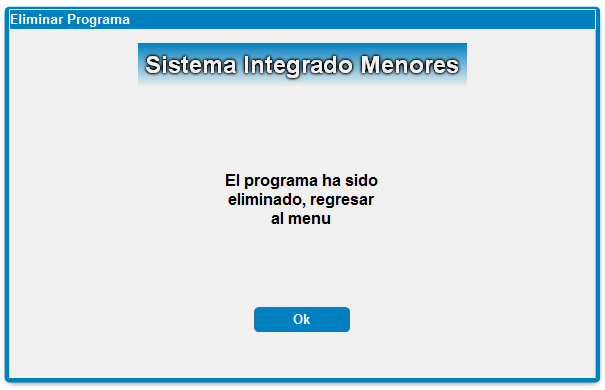 Eliminar Programa
Sistema Integrado Menores
El programa ha sido
eliminado, regresar
al menu
Ok